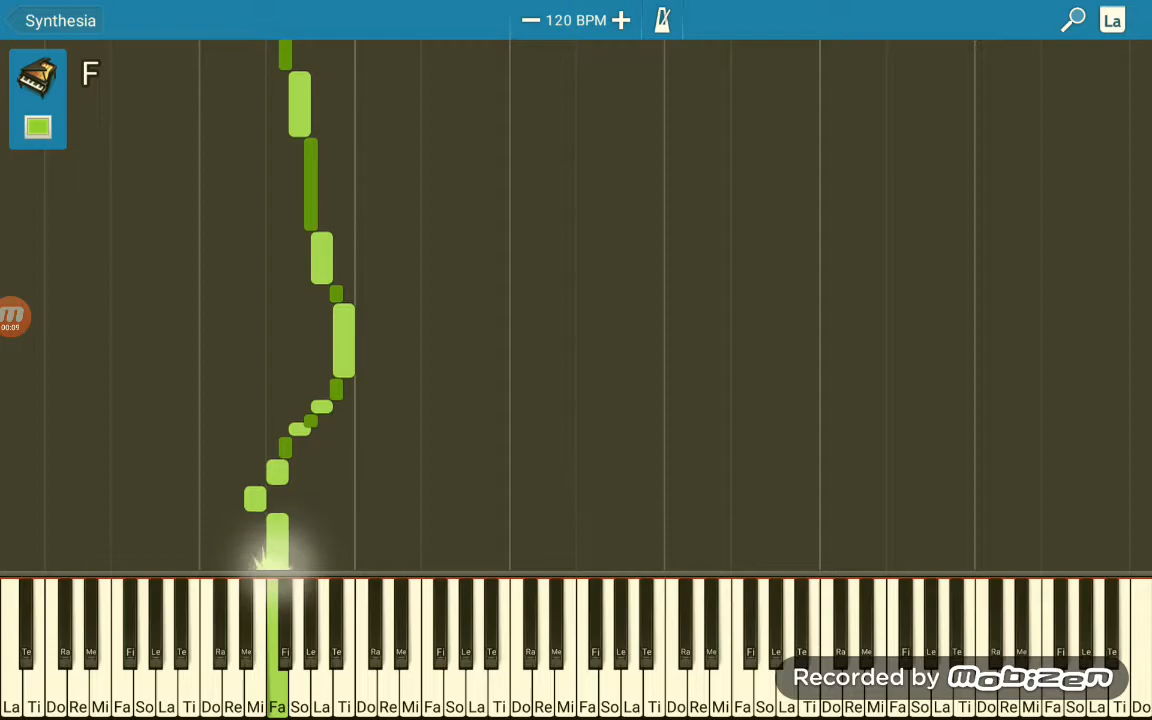 Synthesia
120 BPM
La
F
00:09
Te Ra Me Fi Le Te Ra Me Fi Le Te Ra Me Fi Le Te Ra Me Fi Le Te Ra Me Fi Le Te Ra Me Fi Le Te Ra Me Fi Le Te
Recorded by mobizen
La Ti Do Re Mi Fa So La Ti Do Re Mi Fa So La Ti Do Re Mi Fa So La Ti Do Re Mi Fa So La Ti Do Re Mi Fa So La Ti Do Re Mi Fa So La Ti Do Re Mi Fa So La Ti Do